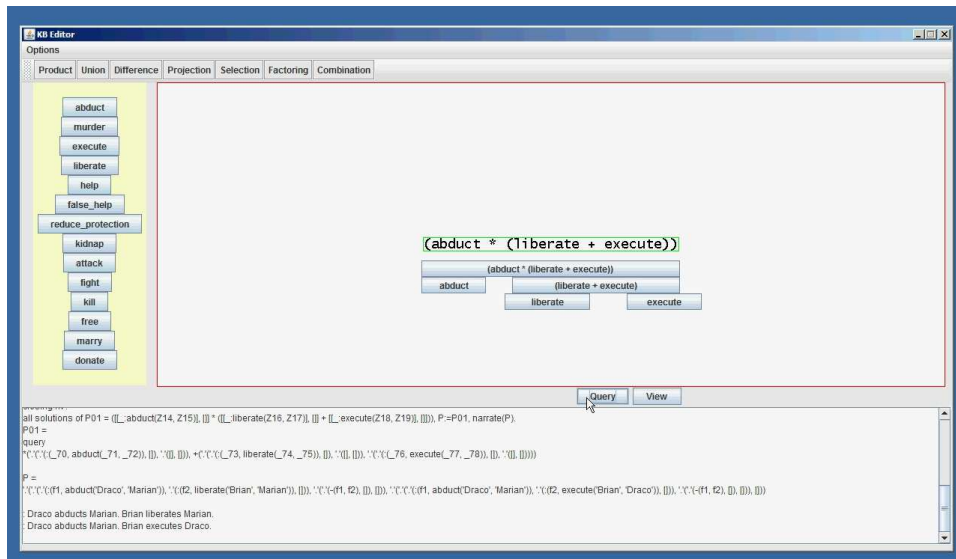 KB Editor
Options
Product Union Difference Projection Selection Factoring Combination
abduct
murder
execute
liberate
help
false_help
reduce_protection
kidnap
attack
fight
kill
free
marry
donate
(abduct * (liberate + execute))
(abduct * (liberate + execute))
abduct (liberate + execute)
liberate execute
Query View
all solutions of P01 = ([[_:abduct(Z14, Z15)], []] * ([[_:liberate(Z16, Z17)], []] + [[_:execute(Z18, Z19)], []])), P:=P01, narrate(P).
P01 =
query
*('.'('.'(:(_70, abduct(_71, _72)), []), '.'([], [])), +('.'('.'(:(_73, liberate(_74, _75)), []), '.'([], [])), '.'('.'(:(_76, execute(_77, _78)), []), '.'([], []))))
P =
'.'('.'('.'(:(f1, abduct('Draco', 'Marian')), '.'(:(f2, liberate('Brian', 'Marian')), [])), '.'('.'(-(f1, f2), []), [])), '.'('.'('.'(:(f1, abduct('Draco', 'Marian')), '.'(:(f2, execute('Brian', 'Draco')), [])), '.'('.'(-(f1, f2), []), [])), []))
: Draco abducts Marian. Brian liberates Marian.
: Draco abducts Marian. Brian executes Draco.